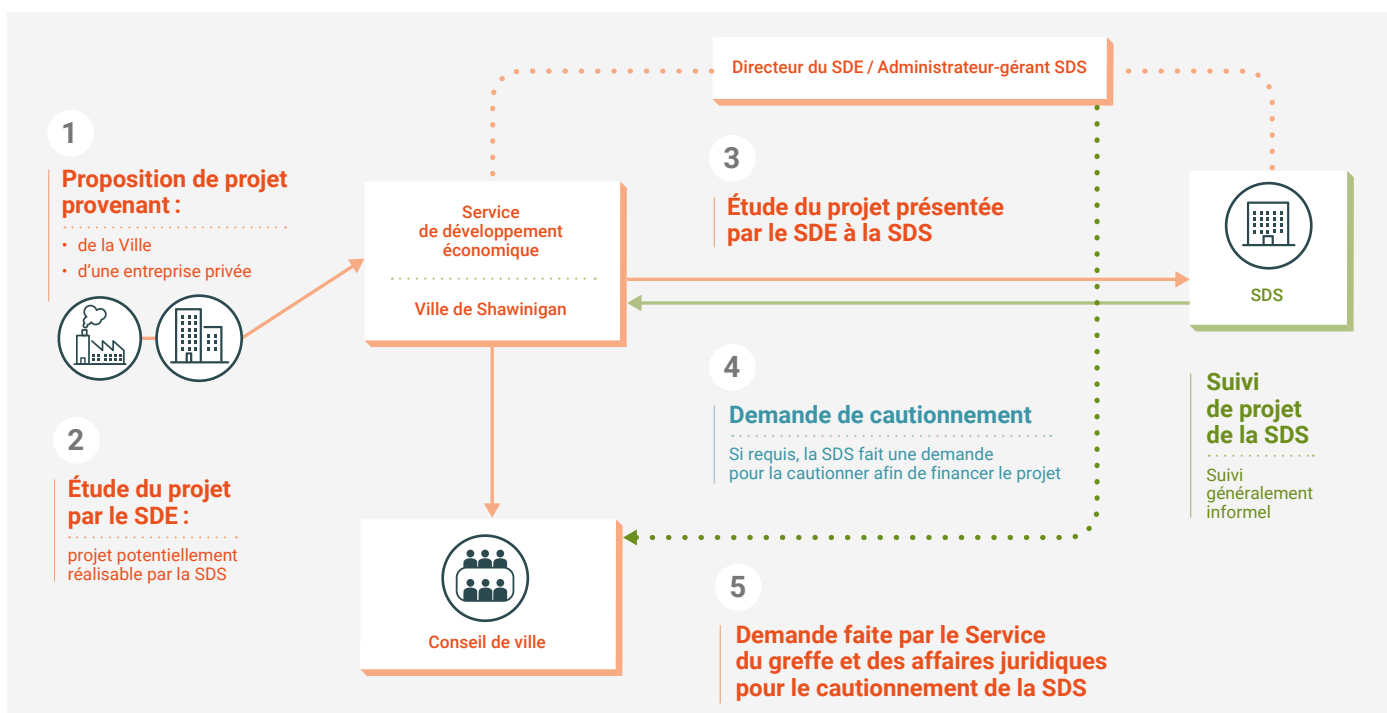 Directeur du SDE / Administrateur-gérant SDS
1
Proposition de projet
provenant :
• de la Ville
• d'une entreprise privée
Service
de développement
économique
Ville de Shawinigan
3
Étude du projet présentée
par le SDE à la SDS
SDS
2
Étude du projet
par le SDE :
projet potentiellement
réalisable par la SDS
4
Demande de cautionnement
Si requis, la SDS fait une demande
pour la cautionner afin de financer le projet
Suivi
de projet
de la SDS
Suivi
généralement
informel
Conseil de ville
5
Demande faite par le Service
du greffe et des affaires juridiques
pour le cautionnement de la SDS